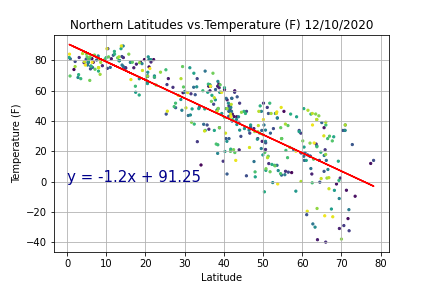 Northern Latitudes vs.Temperature (F) 12/10/2020
Temperature (F)
80
60
40
20
0
−20
−40
y = -1.2x + 91.25
0 10 20 30 40 50 60 70 80
Latitude